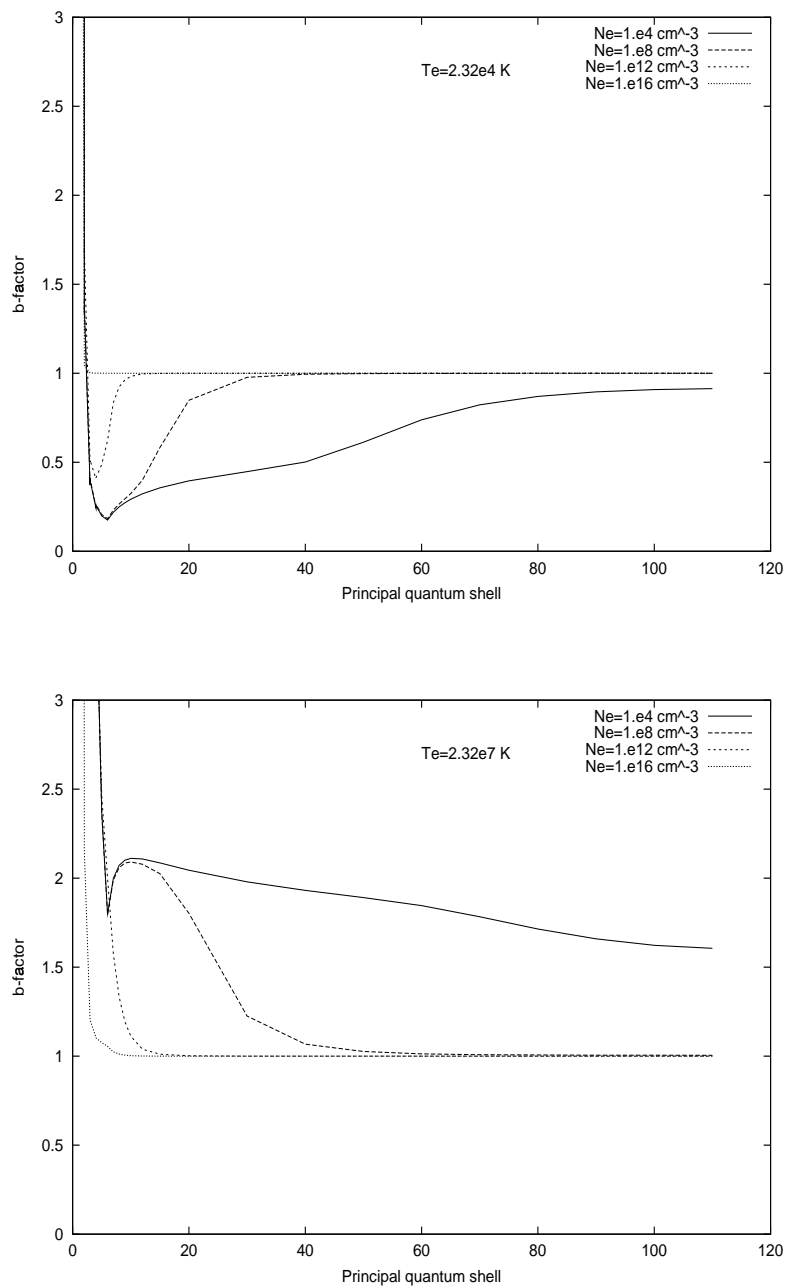 3
2.5
2
1.5
1
0.5
0
b-factor
Te=2.32e4 K
Ne=1.e4 cm^-3
Ne=1.e8 cm^-3
Ne=1.e12 cm^-3
Ne=1.e16 cm^-3
0 20 40 60 80 100 120
Principal quantum shell
3
2.5
2
1.5
1
0.5
0
b-factor
Te=2.32e7 K
Ne=1.e4 cm^-3
Ne=1.e8 cm^-3
Ne=1.e12 cm^-3
Ne=1.e16 cm^-3
0 20 40 60 80 100 120
Principal quantum shell